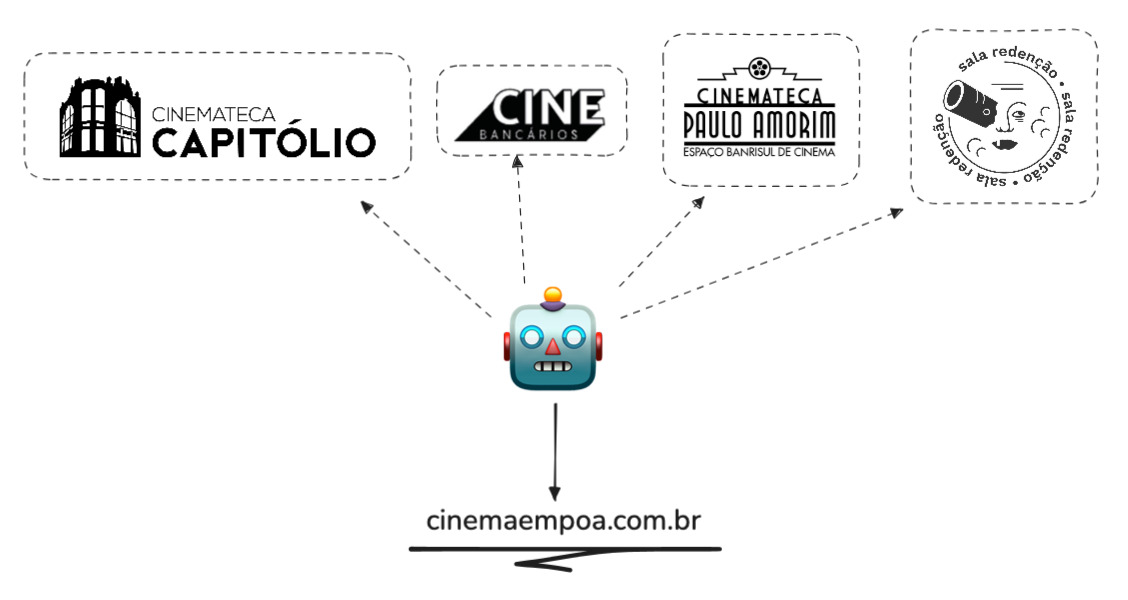 CINEMATECA
CAPITÓLIO
CINE
BANCÁRIOS
CINEMATECA
PAULO AMORIM
ESPAÇO BANRISUL DE CINEMA
sala redenção • sala redenção • sala redenção
cinemaempoa.com.br